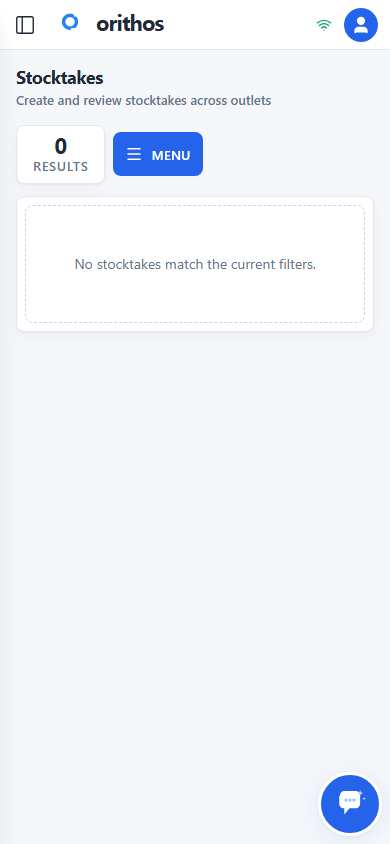 orithos
Stocktakes
Create and review stocktakes across outlets
0
RESULTS
MENU
No stocktakes match the current filters.